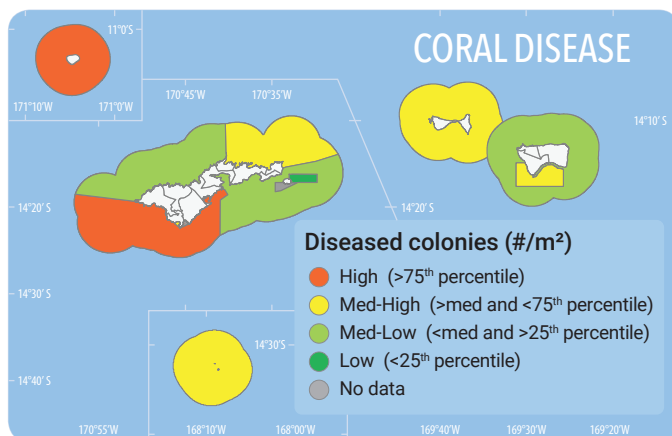 11°0'S
CORAL DISEASE
171°10'W
171°0'W
170°45'W
170°35'W
14°10'S
14°20'S
14°20'S
Diseased colonies (#/m²)
High (>75th percentile)
Med-High (>med and <75th percentile)
Med-Low (<med and >25th percentile)
Low (<25th percentile)
No data
14°30'S
14°30'S
14°40'S
170°55'W
168°10'W
168°0'W
169°40'W
169°30'W
169°20'W